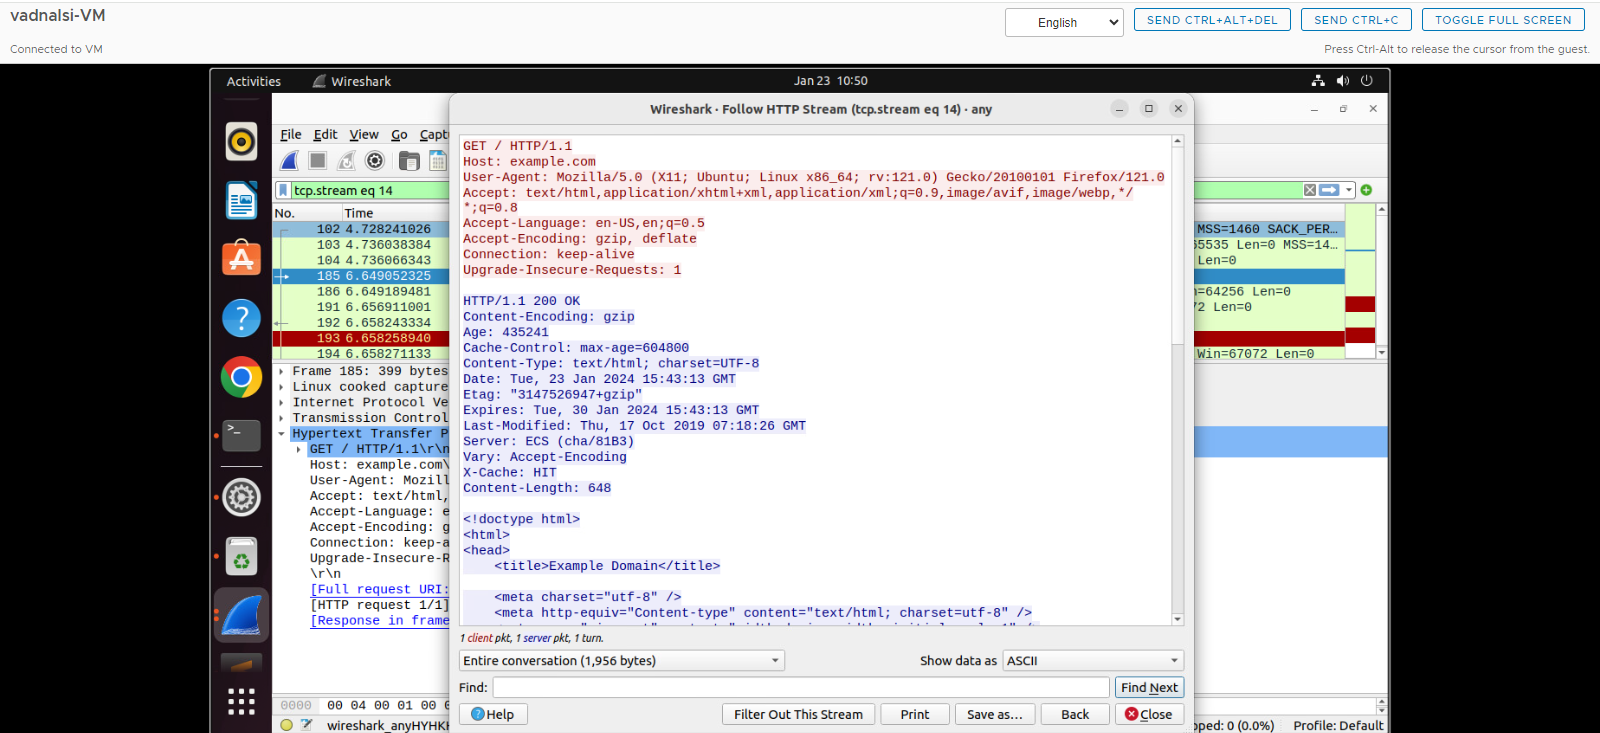 vadnalsi-VM
English
SEND CTRL+ALT+DEL
SEND CTRL+C
TOGGLE FULL SCREEN
Connected to VM
Press Ctrl-Alt to release the cursor from the guest.
Activities
Wireshark
Jan 23 10:50
Wireshark · Follow HTTP Stream (tcp.stream eq 14) · any
File Edit View Go Capt
tcp.stream eq 14
No. Time
102 4.728241026
MSS=1460 SACK_PER…
103 4.736038384
65535 Len=0 MSS=14…
104 4.736066343
Len=0
185 6.649052325
186 6.649189481
n=64256 Len=0
191 6.656911001
72 Len=0
192 6.658243334
193 6.658258940
194 6.658271133
Win=67072 Len=0
Frame 185: 399 bytes
Linux cooked capture
Internet Protocol Ve
Transmission Control
Hypertext Transfer P
GET / HTTP/1.1\r\n
Host: example.com\
User-Agent: Mozill
Accept: text/html,
Accept-Language: e
Accept-Encoding: g
Connection: keep-a
Upgrade-Insecure-R
\r\n
[Full request URI:
[HTTP request 1/1]
[Response in frame
0000 00 04 00 01 00 0
wireshark_anyHYHK
pped: 0 (0.0%)
Profile: Default
GET / HTTP/1.1
Host: example.com
User-Agent: Mozilla/5.0 (X11; Ubuntu; Linux x86_64; rv:121.0) Gecko/20100101 Firefox/121.0
Accept: text/html,application/xhtml+xml,application/xml;q=0.9,image/avif,image/webp,*/
*;q=0.8
Accept-Language: en-US,en;q=0.5
Accept-Encoding: gzip, deflate
Connection: keep-alive
Upgrade-Insecure-Requests: 1
HTTP/1.1 200 OK
Content-Encoding: gzip
Age: 435241
Cache-Control: max-age=604800
Content-Type: text/html; charset=UTF-8
Date: Tue, 23 Jan 2024 15:43:13 GMT
Etag: "3147526947+gzip"
Expires: Tue, 30 Jan 2024 15:43:13 GMT
Last-Modified: Thu, 17 Oct 2019 07:18:26 GMT
Server: ECS (cha/81B3)
Vary: Accept-Encoding
X-Cache: HIT
Content-Length: 648
<!doctype html>
<html>
<head>
<title>Example Domain</title>
<meta charset="utf-8" />
<meta http-equiv="Content-type" content="text/html; charset=utf-8" />
1 client pkt, 1 server pkt, 1 turn.
Entire conversation (1,956 bytes)
Show data as ASCII
Find:
Find Next
Help
Filter Out This Stream
Print
Save as…
Back
Close